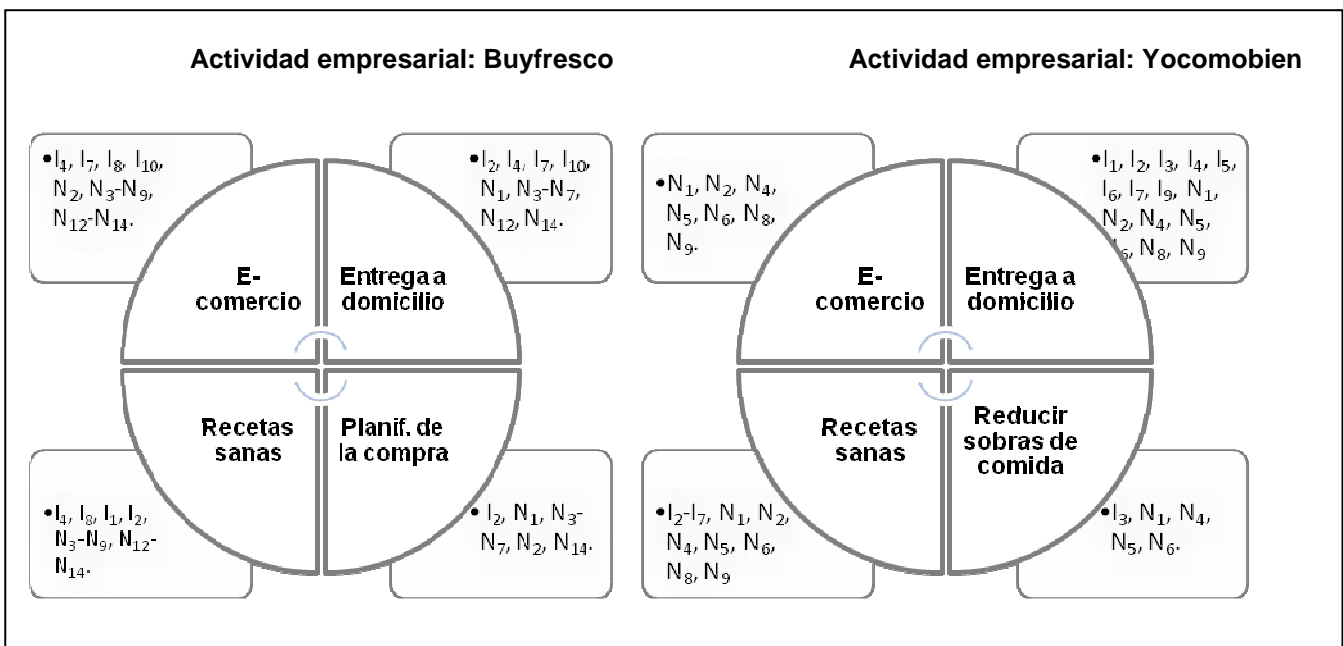 Actividad empresarial: Buyfresco
•I₄, I₇, I₈, I₁₀,
N₂, N₃-N₉,
N₁₂-N₁₄.
•I₂, I₄, I₇, I₁₀,
N₁, N₃-N₇,
N₁₂, N₁₄.
E-
comercio
Entrega a
domicilio
Recetas
sanas
Planif. de
la compra
•I₄, I₈, I₁, I₂,
N₃-N₉, N₁₂-
N₁₄.
• I₂, N₁, N₃-
N₇, N₂, N₁₄.
Actividad empresarial: Yocomobien
•N₁, N₂, N₄,
N₅, N₆, N₈,
N₉.
•I₁, I₂, I₃, I₄, I₅,
I₆, I₇, I₉, N₁,
N₂, N₄, N₅,
N₈, N₉
E-
comercio
Entrega a
domicilio
Recetas
sanas
Reducir
sobras de
comida
•I₂-I₇, N₁, N₂,
N₄, N₅, N₆,
N₈, N₉
•I₃, N₁, N₄,
N₅, N₆.